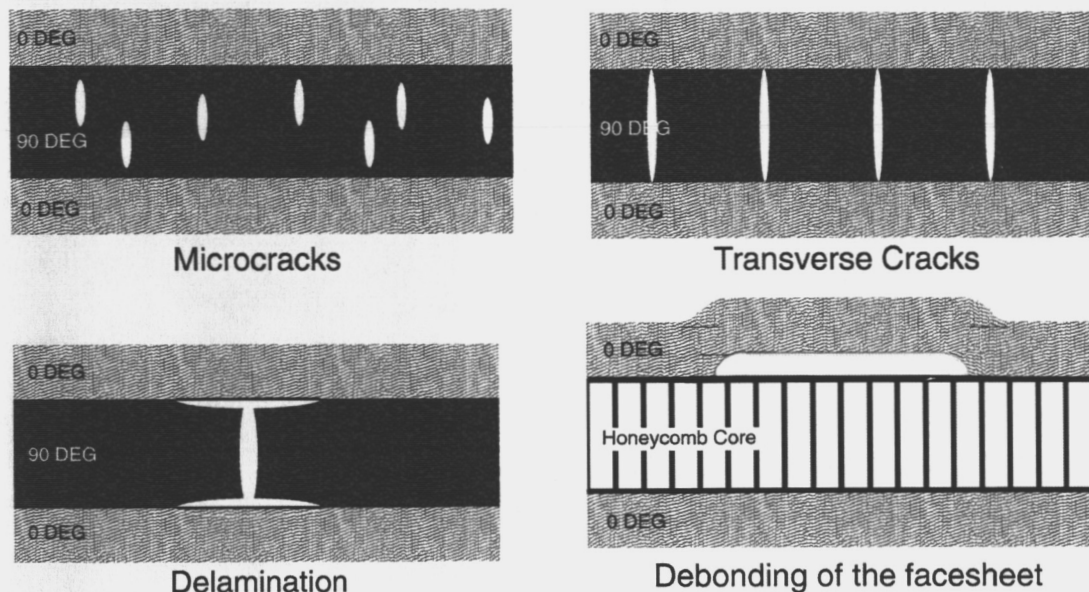 0 DEG
90 DEG
0 DEG
Microcracks
0 DEG
90 DEG
0 DEG
Transverse Cracks
0 DEG
90 DEG
0 DEG
Delamination
0 DEG
Honeycomb Core
0 DEG
Debonding of the facesheet